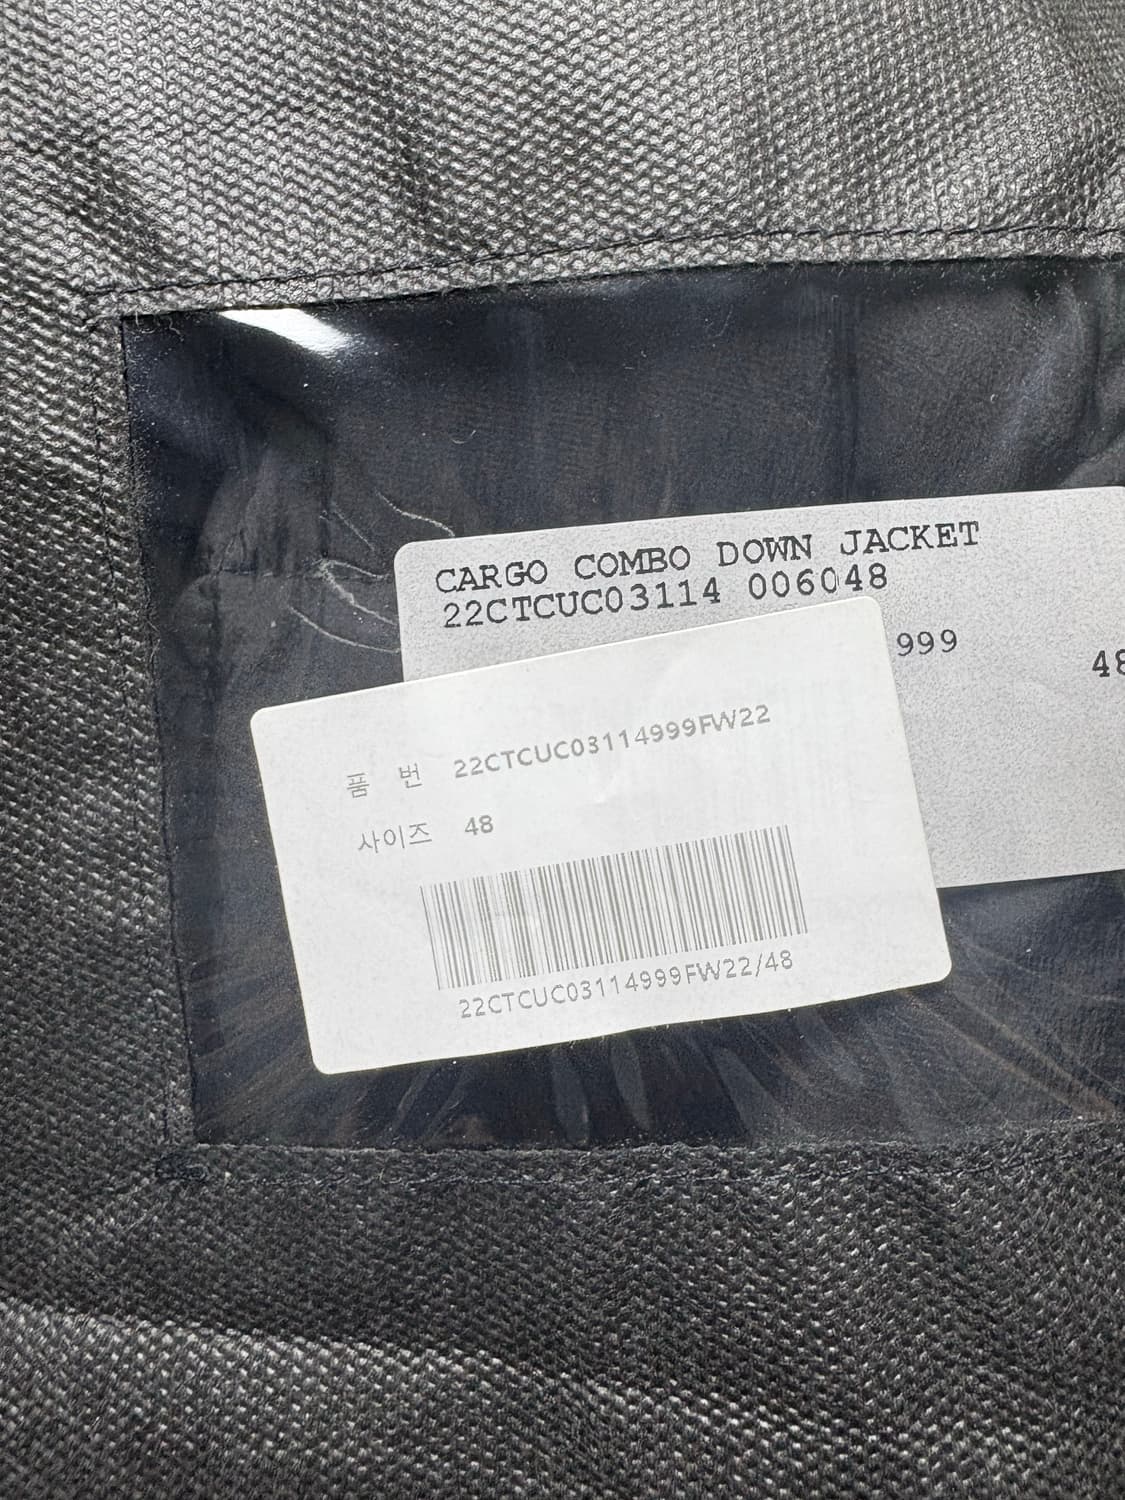 CARGO COMBO DOWN JACKET
22CTCUC03114 006048
999
48
품 번 22CTCUC03114999FW22
사이즈 48
22CTCUC03114999FW22/48